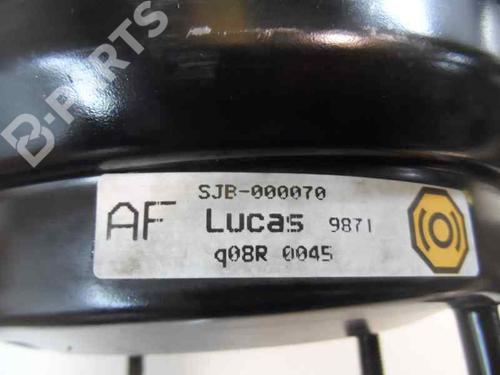 B-PARTS
SJB-000070
AF Lucas 9871
q08R 0045